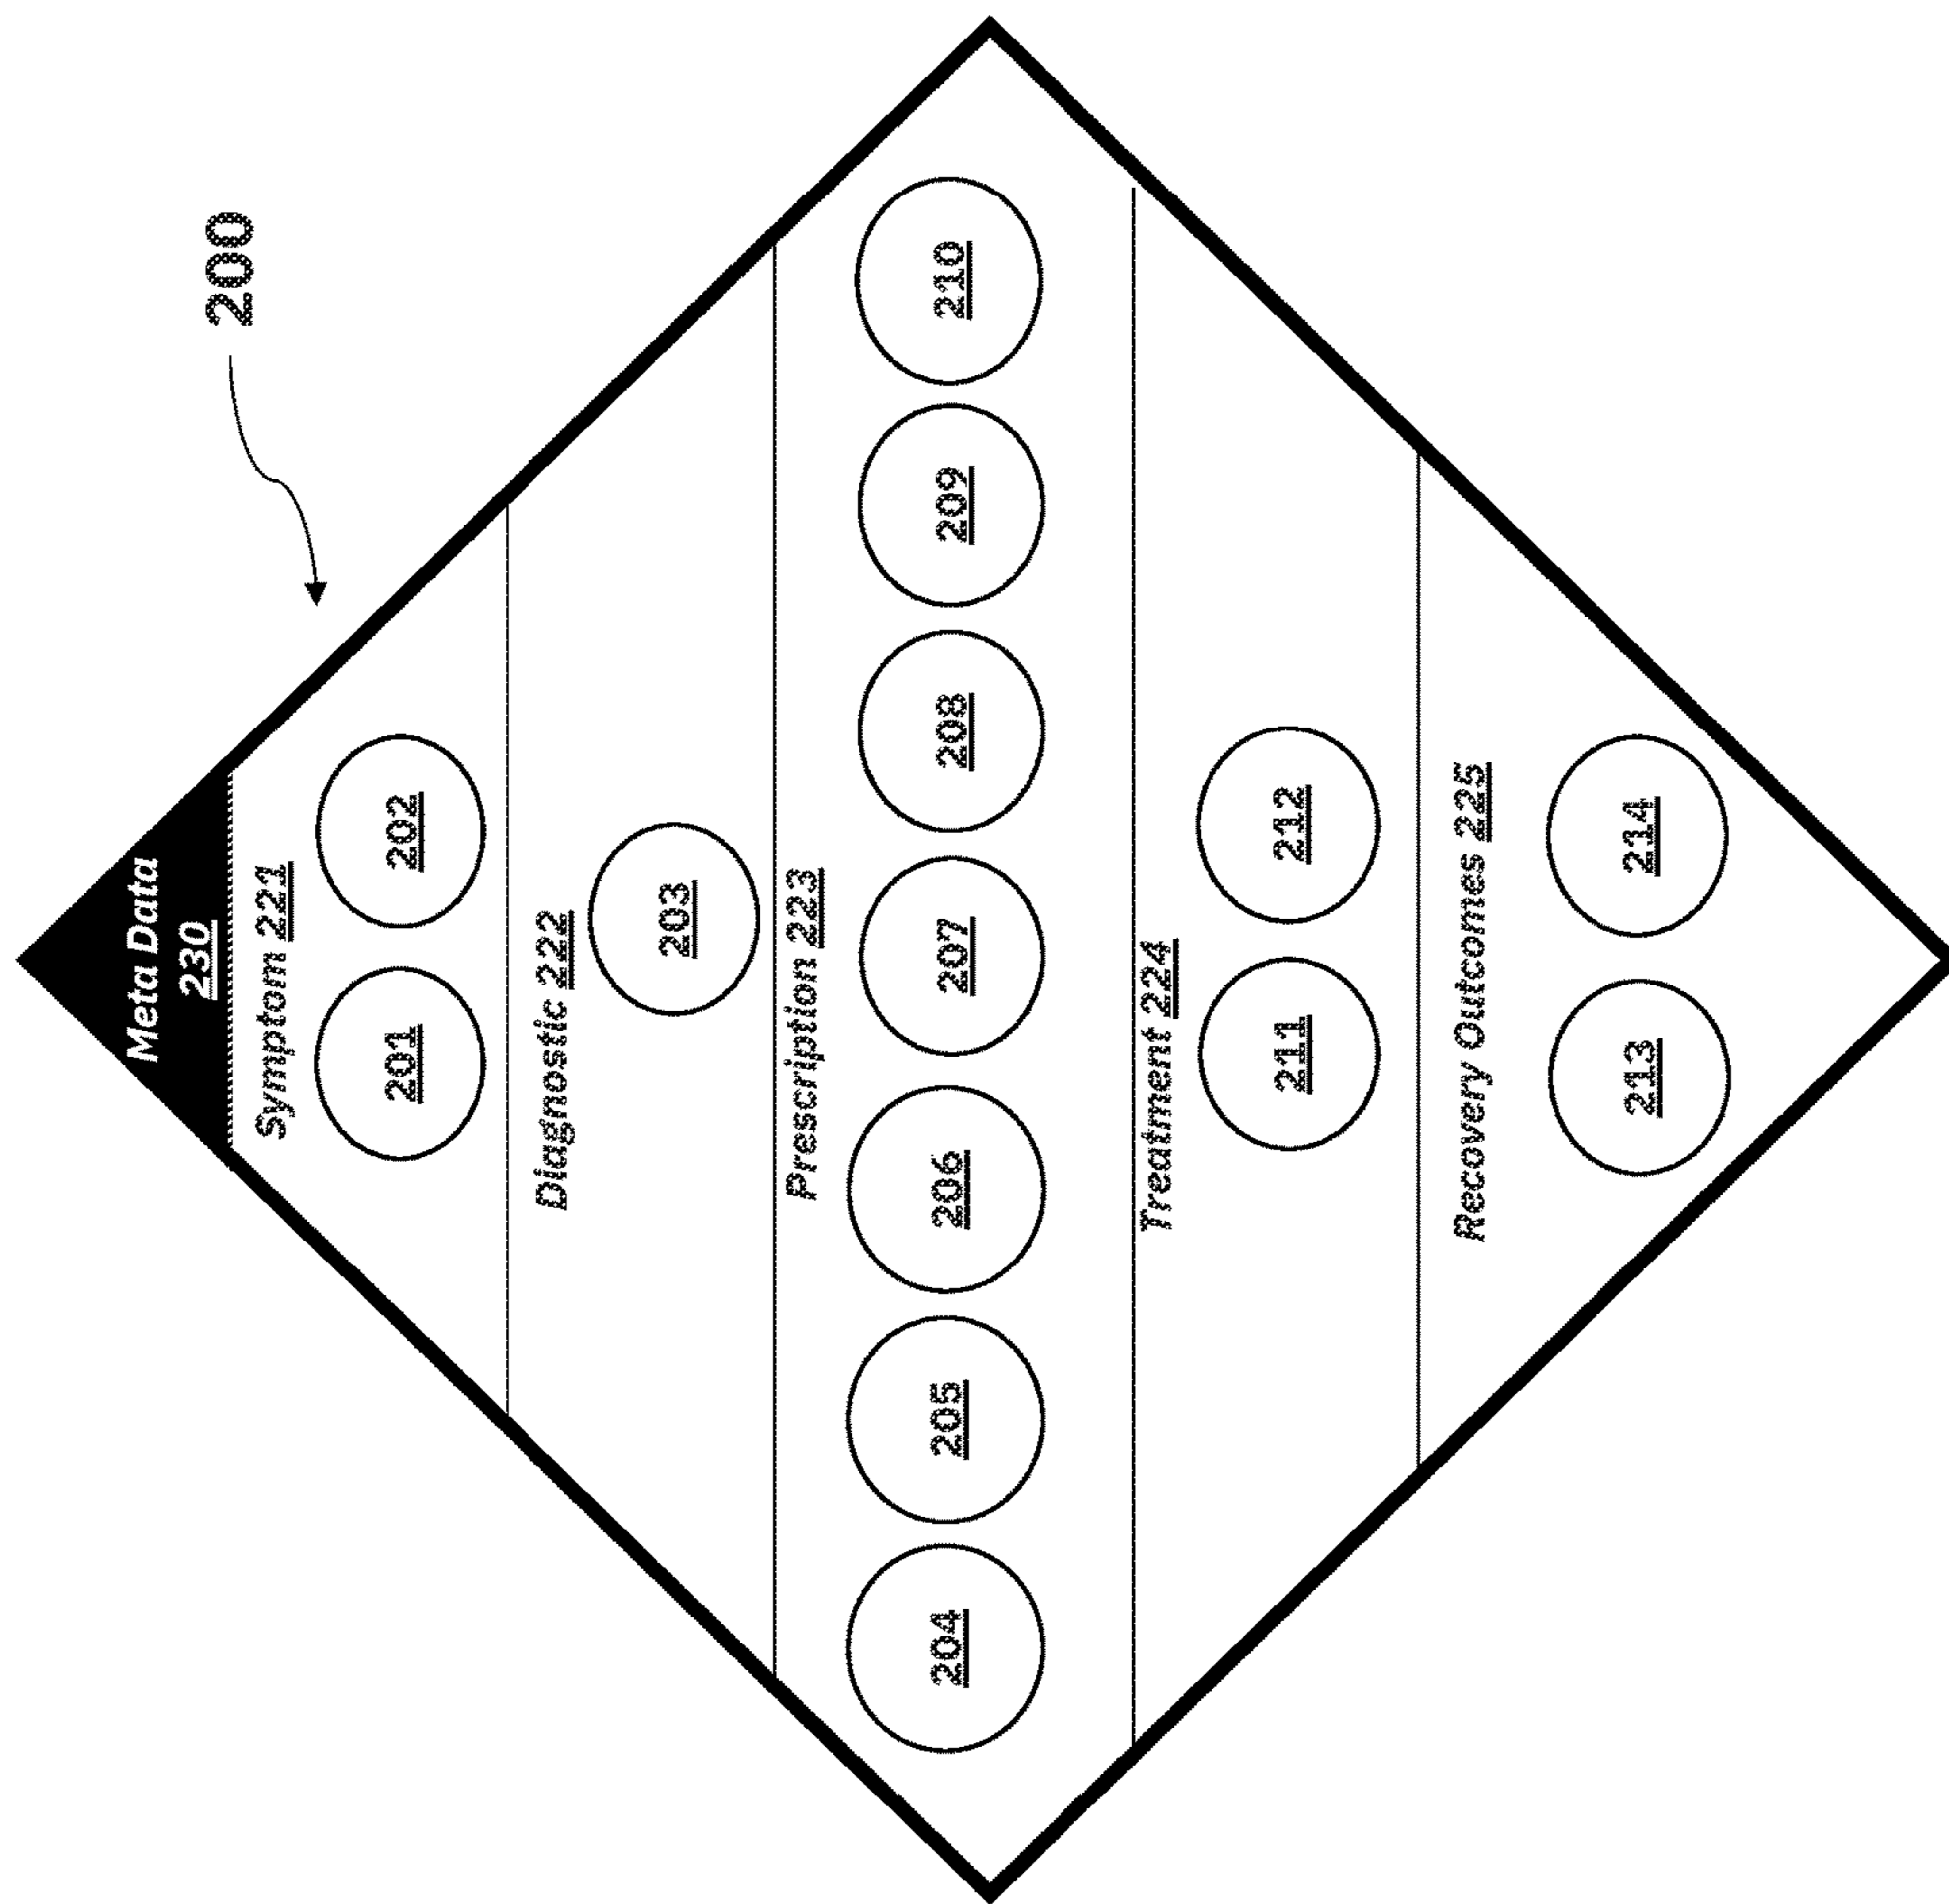 Meta Data
230
200
Symptom 221
201 202
Diagnostic 222
203
Prescription 223
204 205 206 207 208 209 210
Treatment 224
211 212
Recovery Outcomes 225
213 214